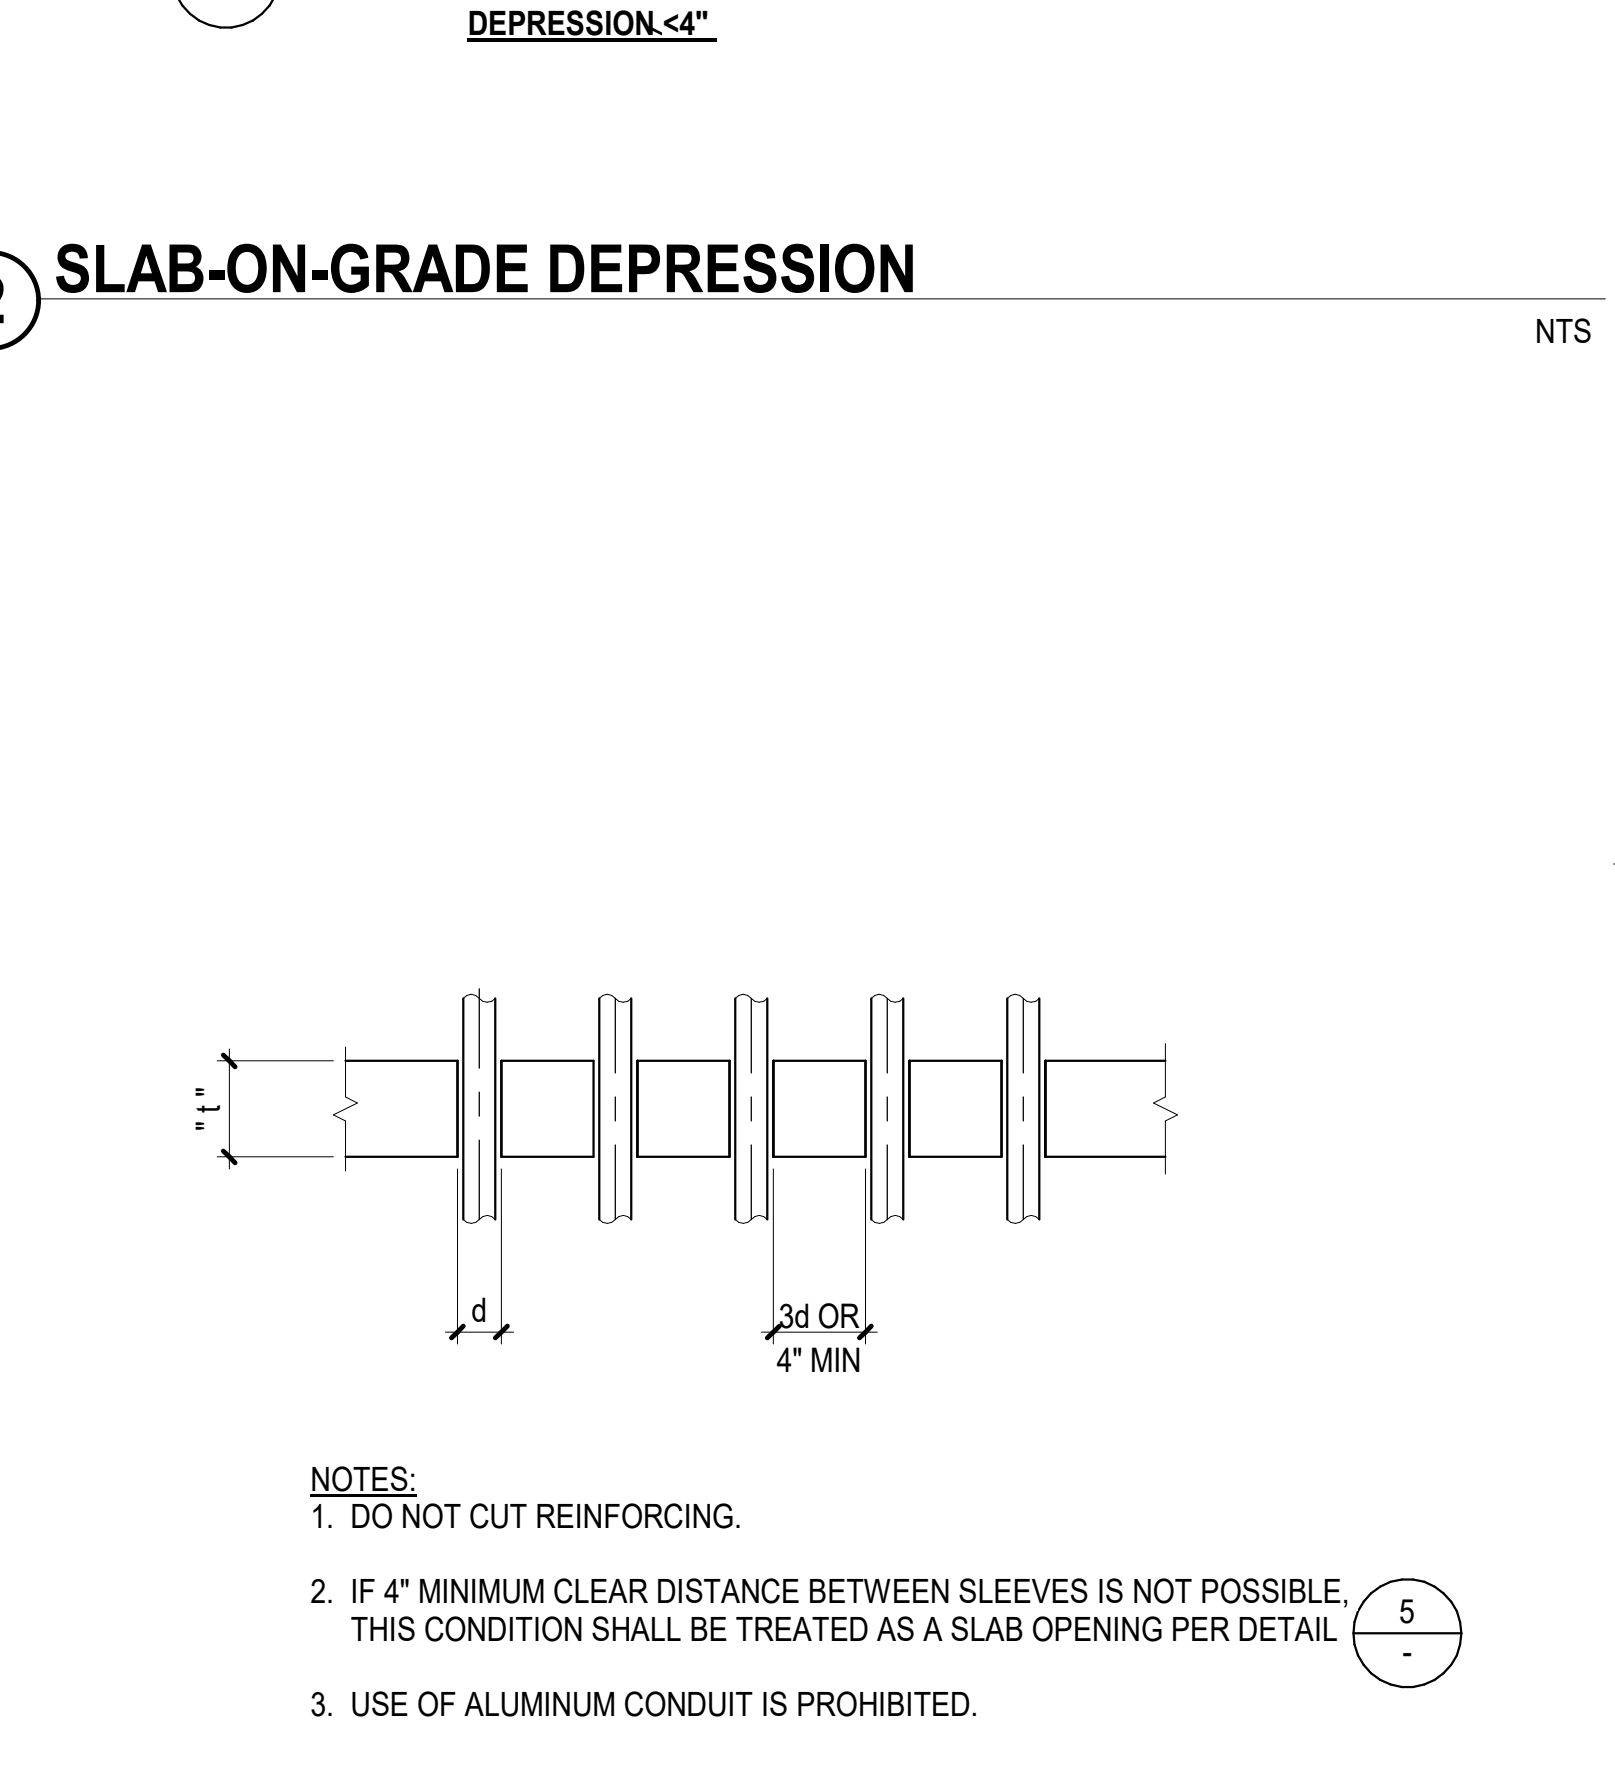 DEPRESSION <4"
SLAB-ON-GRADE DEPRESSION
NTS
" t "
d
3d OR
4" MIN
NOTES:
1. DO NOT CUT REINFORCING.
2. IF 4" MINIMUM CLEAR DISTANCE BETWEEN SLEEVES IS NOT POSSIBLE,
THIS CONDITION SHALL BE TREATED AS A SLAB OPENING PER DETAIL
5
-
3. USE OF ALUMINUM CONDUIT IS PROHIBITED.